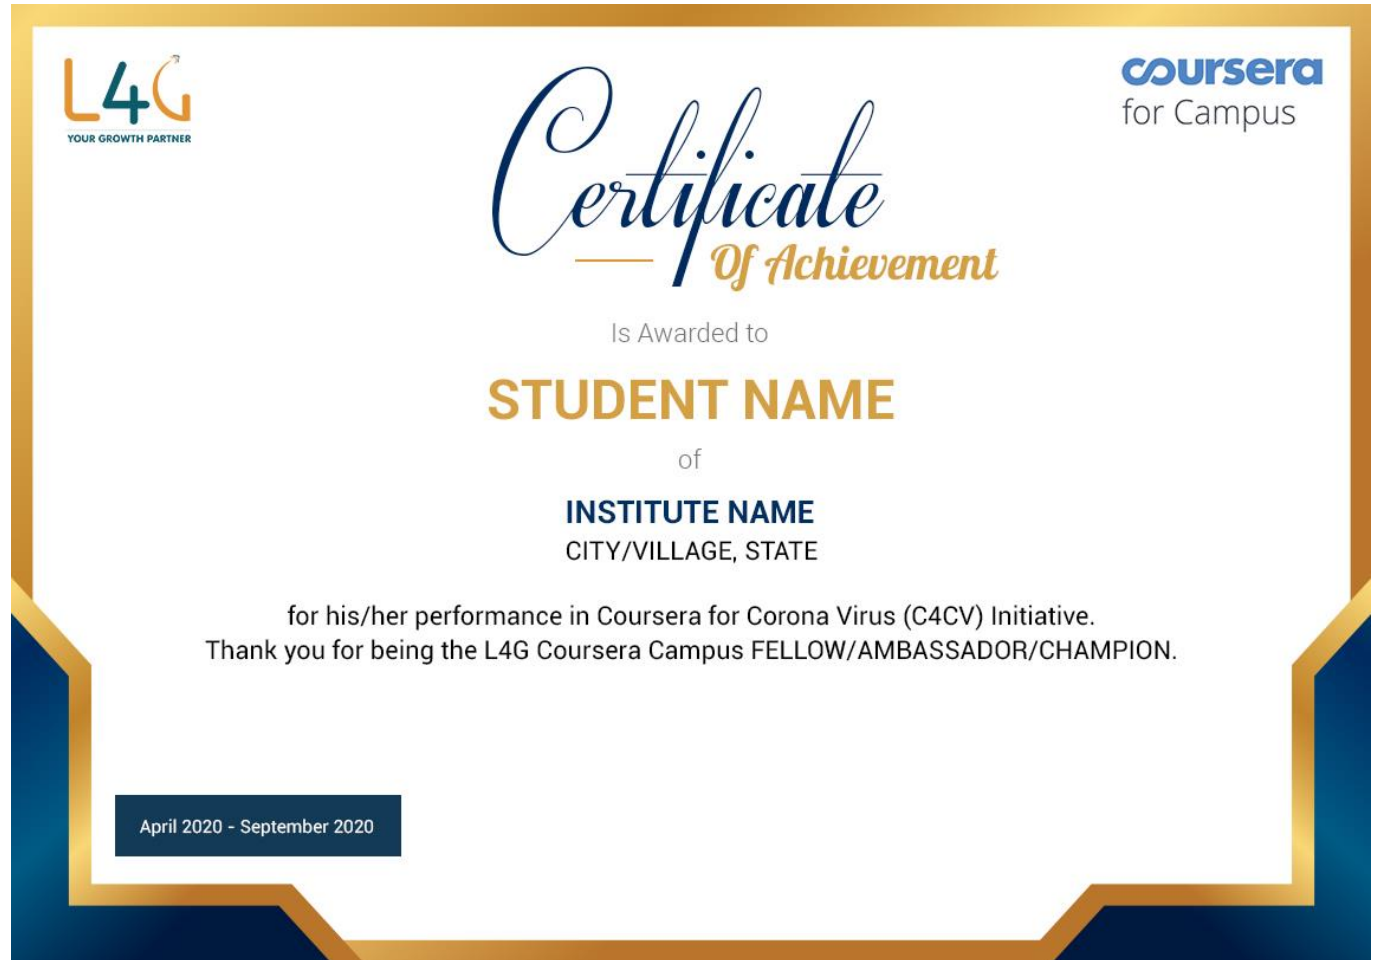 L4G
YOUR GROWTH PARTNER
coursera
for Campus
Certificate
Of Achievement
Is Awarded to
STUDENT NAME
of
INSTITUTE NAME
CITY/VILLAGE, STATE
for his/her performance in Coursera for Corona Virus (C4CV) Initiative.
Thank you for being the L4G Coursera Campus FELLOW/AMBASSADOR/CHAMPION.
April 2020 - September 2020